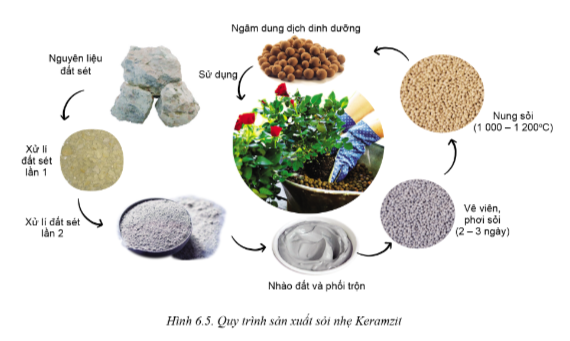 Nguyên liệu
đất sét
Xử lí
đất sét
lần 1
Xử lí đất sét
lần 2
Nhào đất và phối trộn
Vê viên,
phơi sỏi
(2 – 3 ngày)
Nung sỏi
(1 000 – 1 200°C)
Ngâm dung dịch dinh dưỡng
Sử dụng
Hình 6.5. Quy trình sản xuất sỏi nhẹ Keramzit